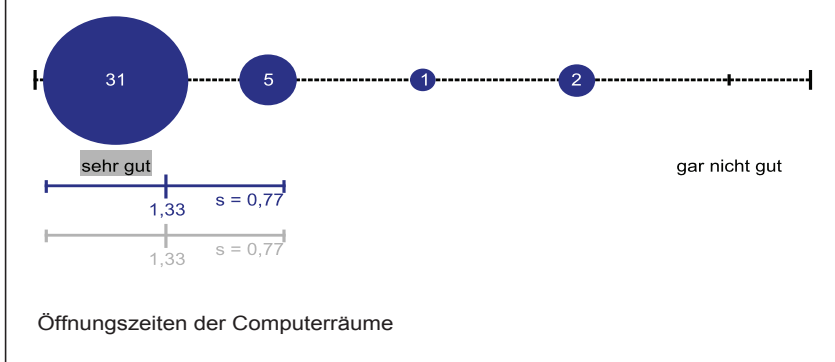 31 5 1 2
sehr gut gar nicht gut
1,33 s = 0,77
1,33 s = 0,77
Öffnungszeiten der Computerräume